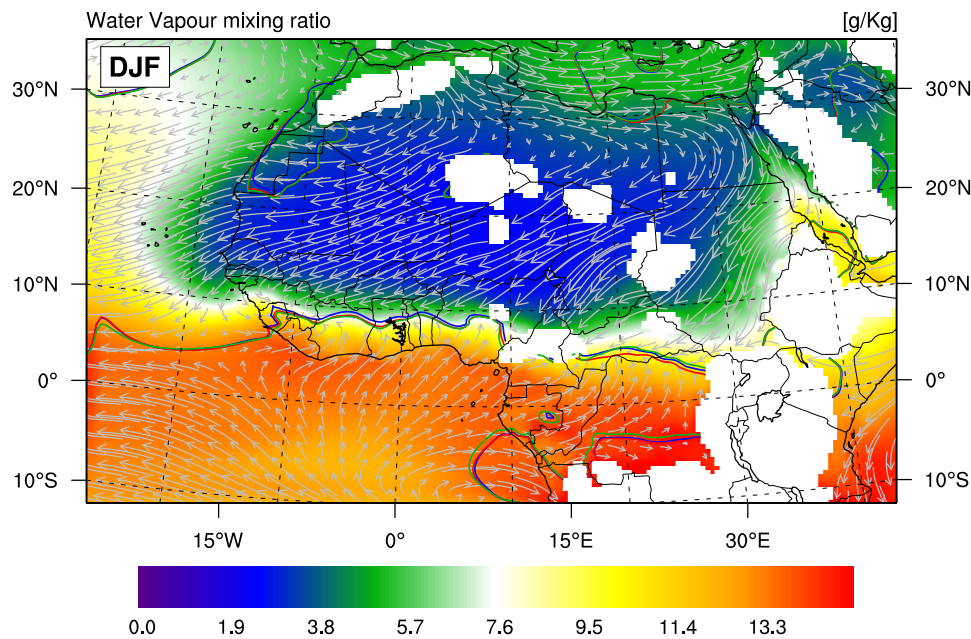 Water Vapour mixing ratio [g/Kg]
DJF
30°N 30°N
20°N 20°N
10°N 10°N
0° 0°
10°S 10°S
15°W 0° 15°E 30°E
0.0 1.9 3.8 5.7 7.6 9.5 11.4 13.3